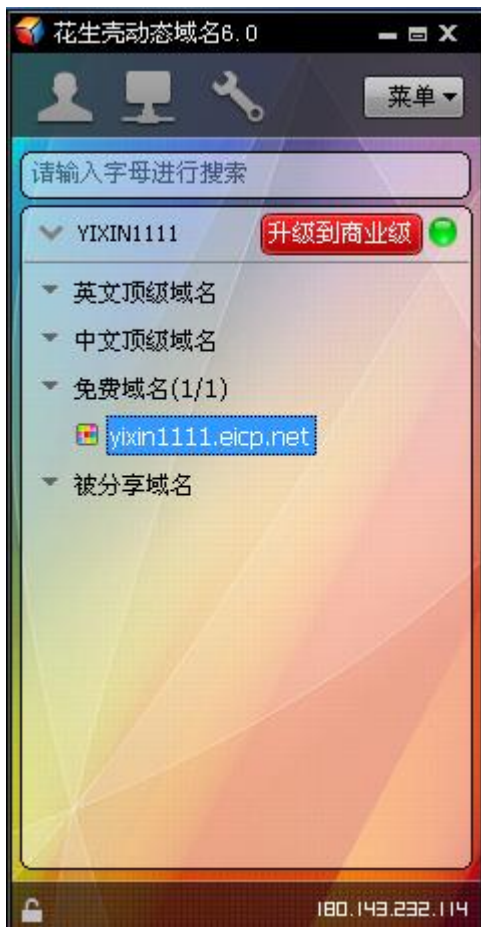 花生壳动态域名6.0
菜单
请输入字母进行搜索
YIXIN1111 升级到商业级
英文顶级域名
中文顶级域名
免费域名(1/1)
yixin1111.eicp.net
被分享域名
180.143.232.114